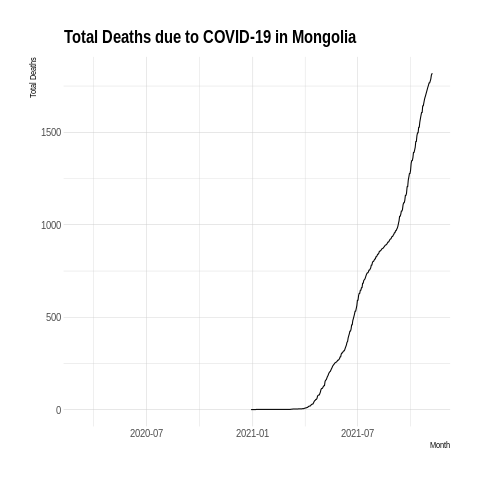 Total Deaths due to COVID-19 in Mongolia
Total Deaths
1500
1000
500
0
2020-07
2021-01
2021-07
Month